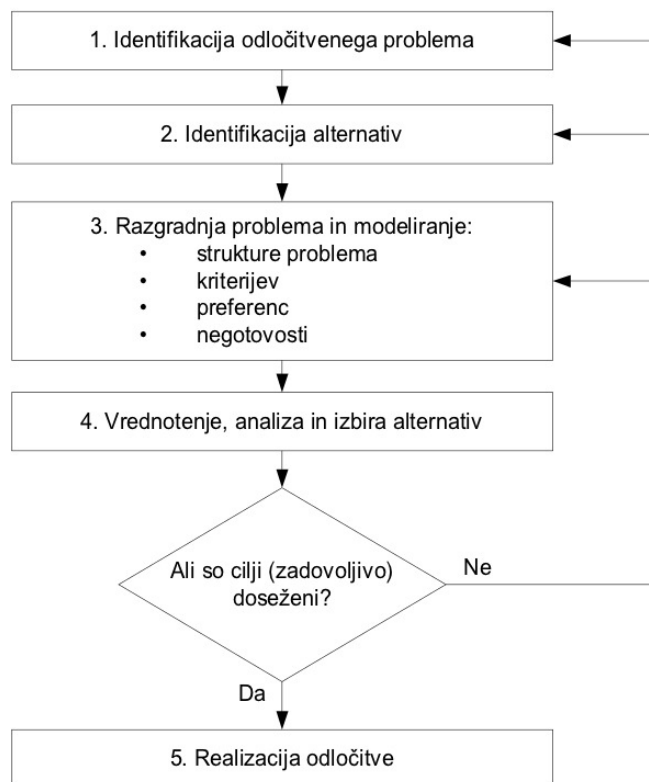 1. Identifikacija odločitvenega problema
2. Identifikacija alternativ
3. Razgradnja problema in modeliranje:
• strukture problema
• kriterijev
• preferenc
• negotovosti
4. Vrednotenje, analiza in izbira alternativ
Ali so cilji (zadovoljivo)
doseženi?
Ne
Da
5. Realizacija odločitve